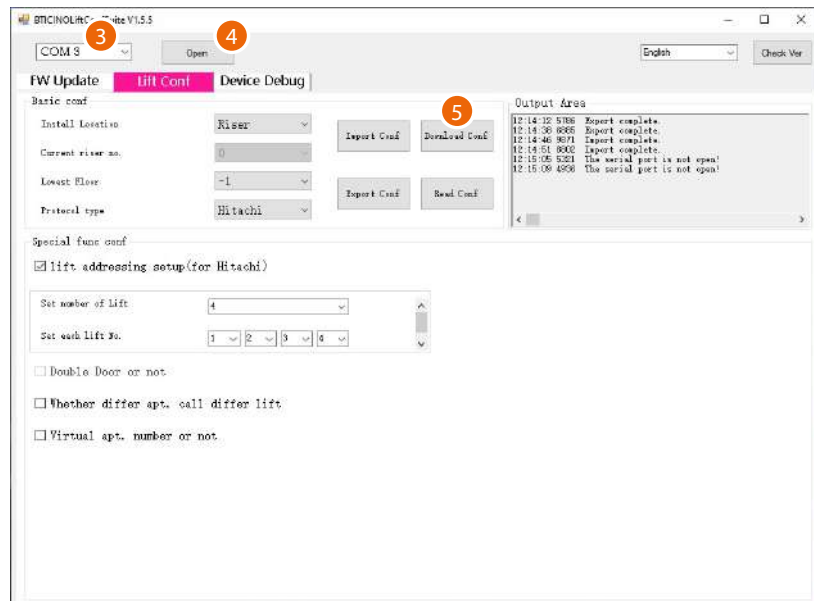 BTICINOLiftConfSuite V1.5.5
3
4
COM 3
Open
English
Check Ver
FW Update
Lift Conf
Device Debug
Basic conf
Output Area
5
Install Location
Riser
Import Conf
Download Conf
Current riser no.
0
Lowest Floor
-1
Export Conf
Read Conf
Protocol type
Hitachi
12:14:12 5786 Export complete.
12:14:38 6865 Export complete.
12:14:46 9871 Import complete.
12:14:51 8802 Import complete.
12:15:05 5321 The serial port is not open!
12:15:09 4936 The serial port is not open!
Special func conf
lift addressing setup(for Hitachi)
Set number of Lift
4
Set each Lift No.
1 2 3 4
Double Door or not
Whether differ apt. call differ lift
Virtual apt. number or not